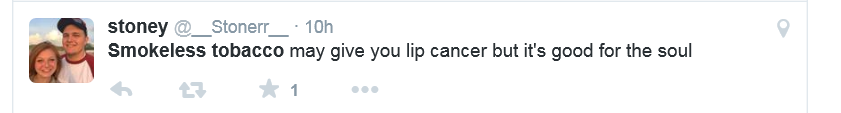 stoney @__Stonerr__ · 10h
Smokeless tobacco may give you lip cancer but it's good for the soul
1